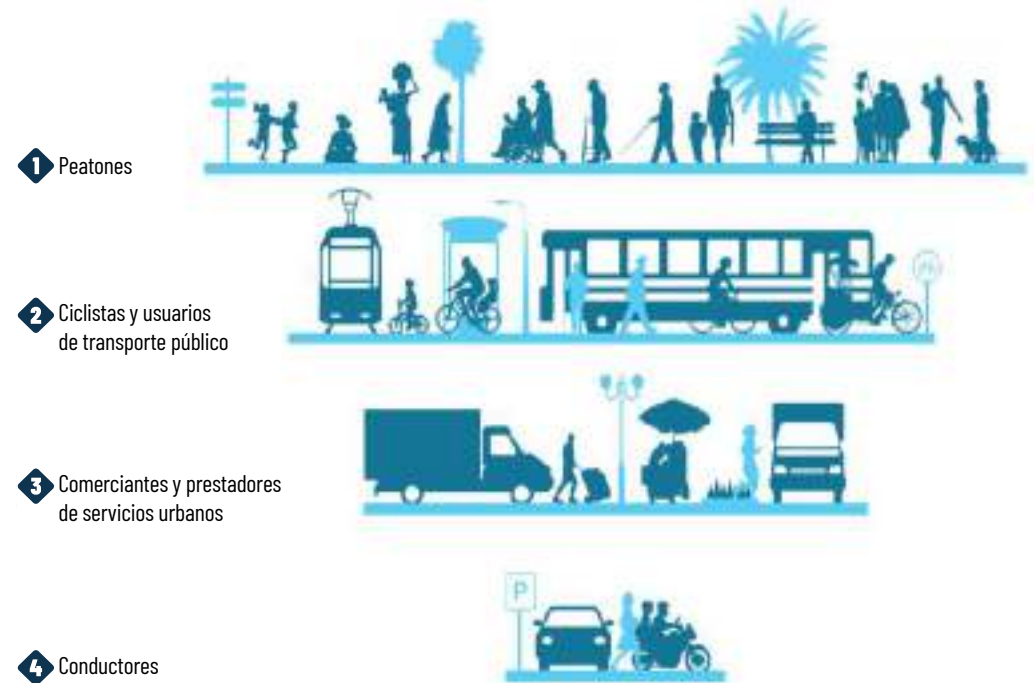 1 Peatones
2 Ciclistas y usuarios
de transporte público
3 Comerciantes y prestadores
de servicios urbanos
P
4 Conductores